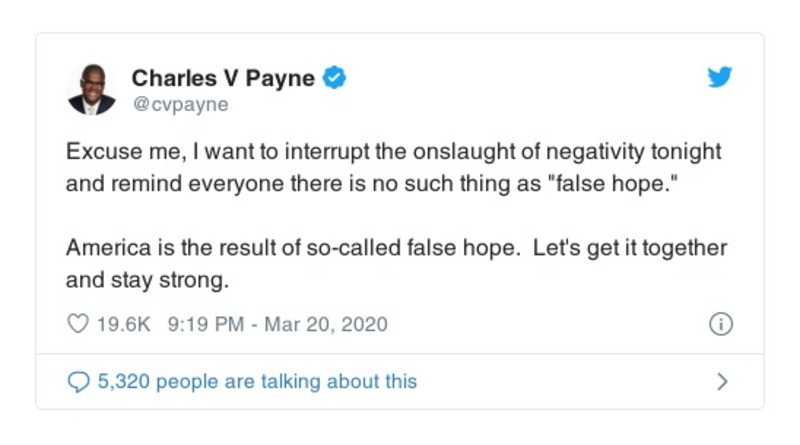 Charles V Payne
@cvpayne
Excuse me, I want to interrupt the onslaught of negativity tonight
and remind everyone there is no such thing as "false hope."
America is the result of so-called false hope.  Let's get it together
and stay strong.
19.6K 9:19 PM - Mar 20, 2020
5,320 people are talking about this